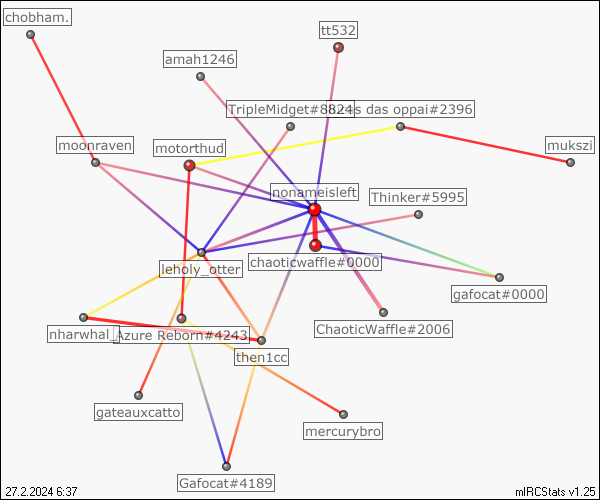 chobham.
tt532
amah1246
TripleMidget#8824
das oppai#2396
moonraven
motorthud
mukszi
nonameisleft
Thinker#5995
leholy_otter
chaoticwaffle#0000
gafocat#0000
nharwhal_
Azure Reborn#4243
ChaoticWaffle#2006
then1cc
gateauxcatto
mercurybro
Gafocat#4189
27.2.2024 6:37
mIRCStats v1.25